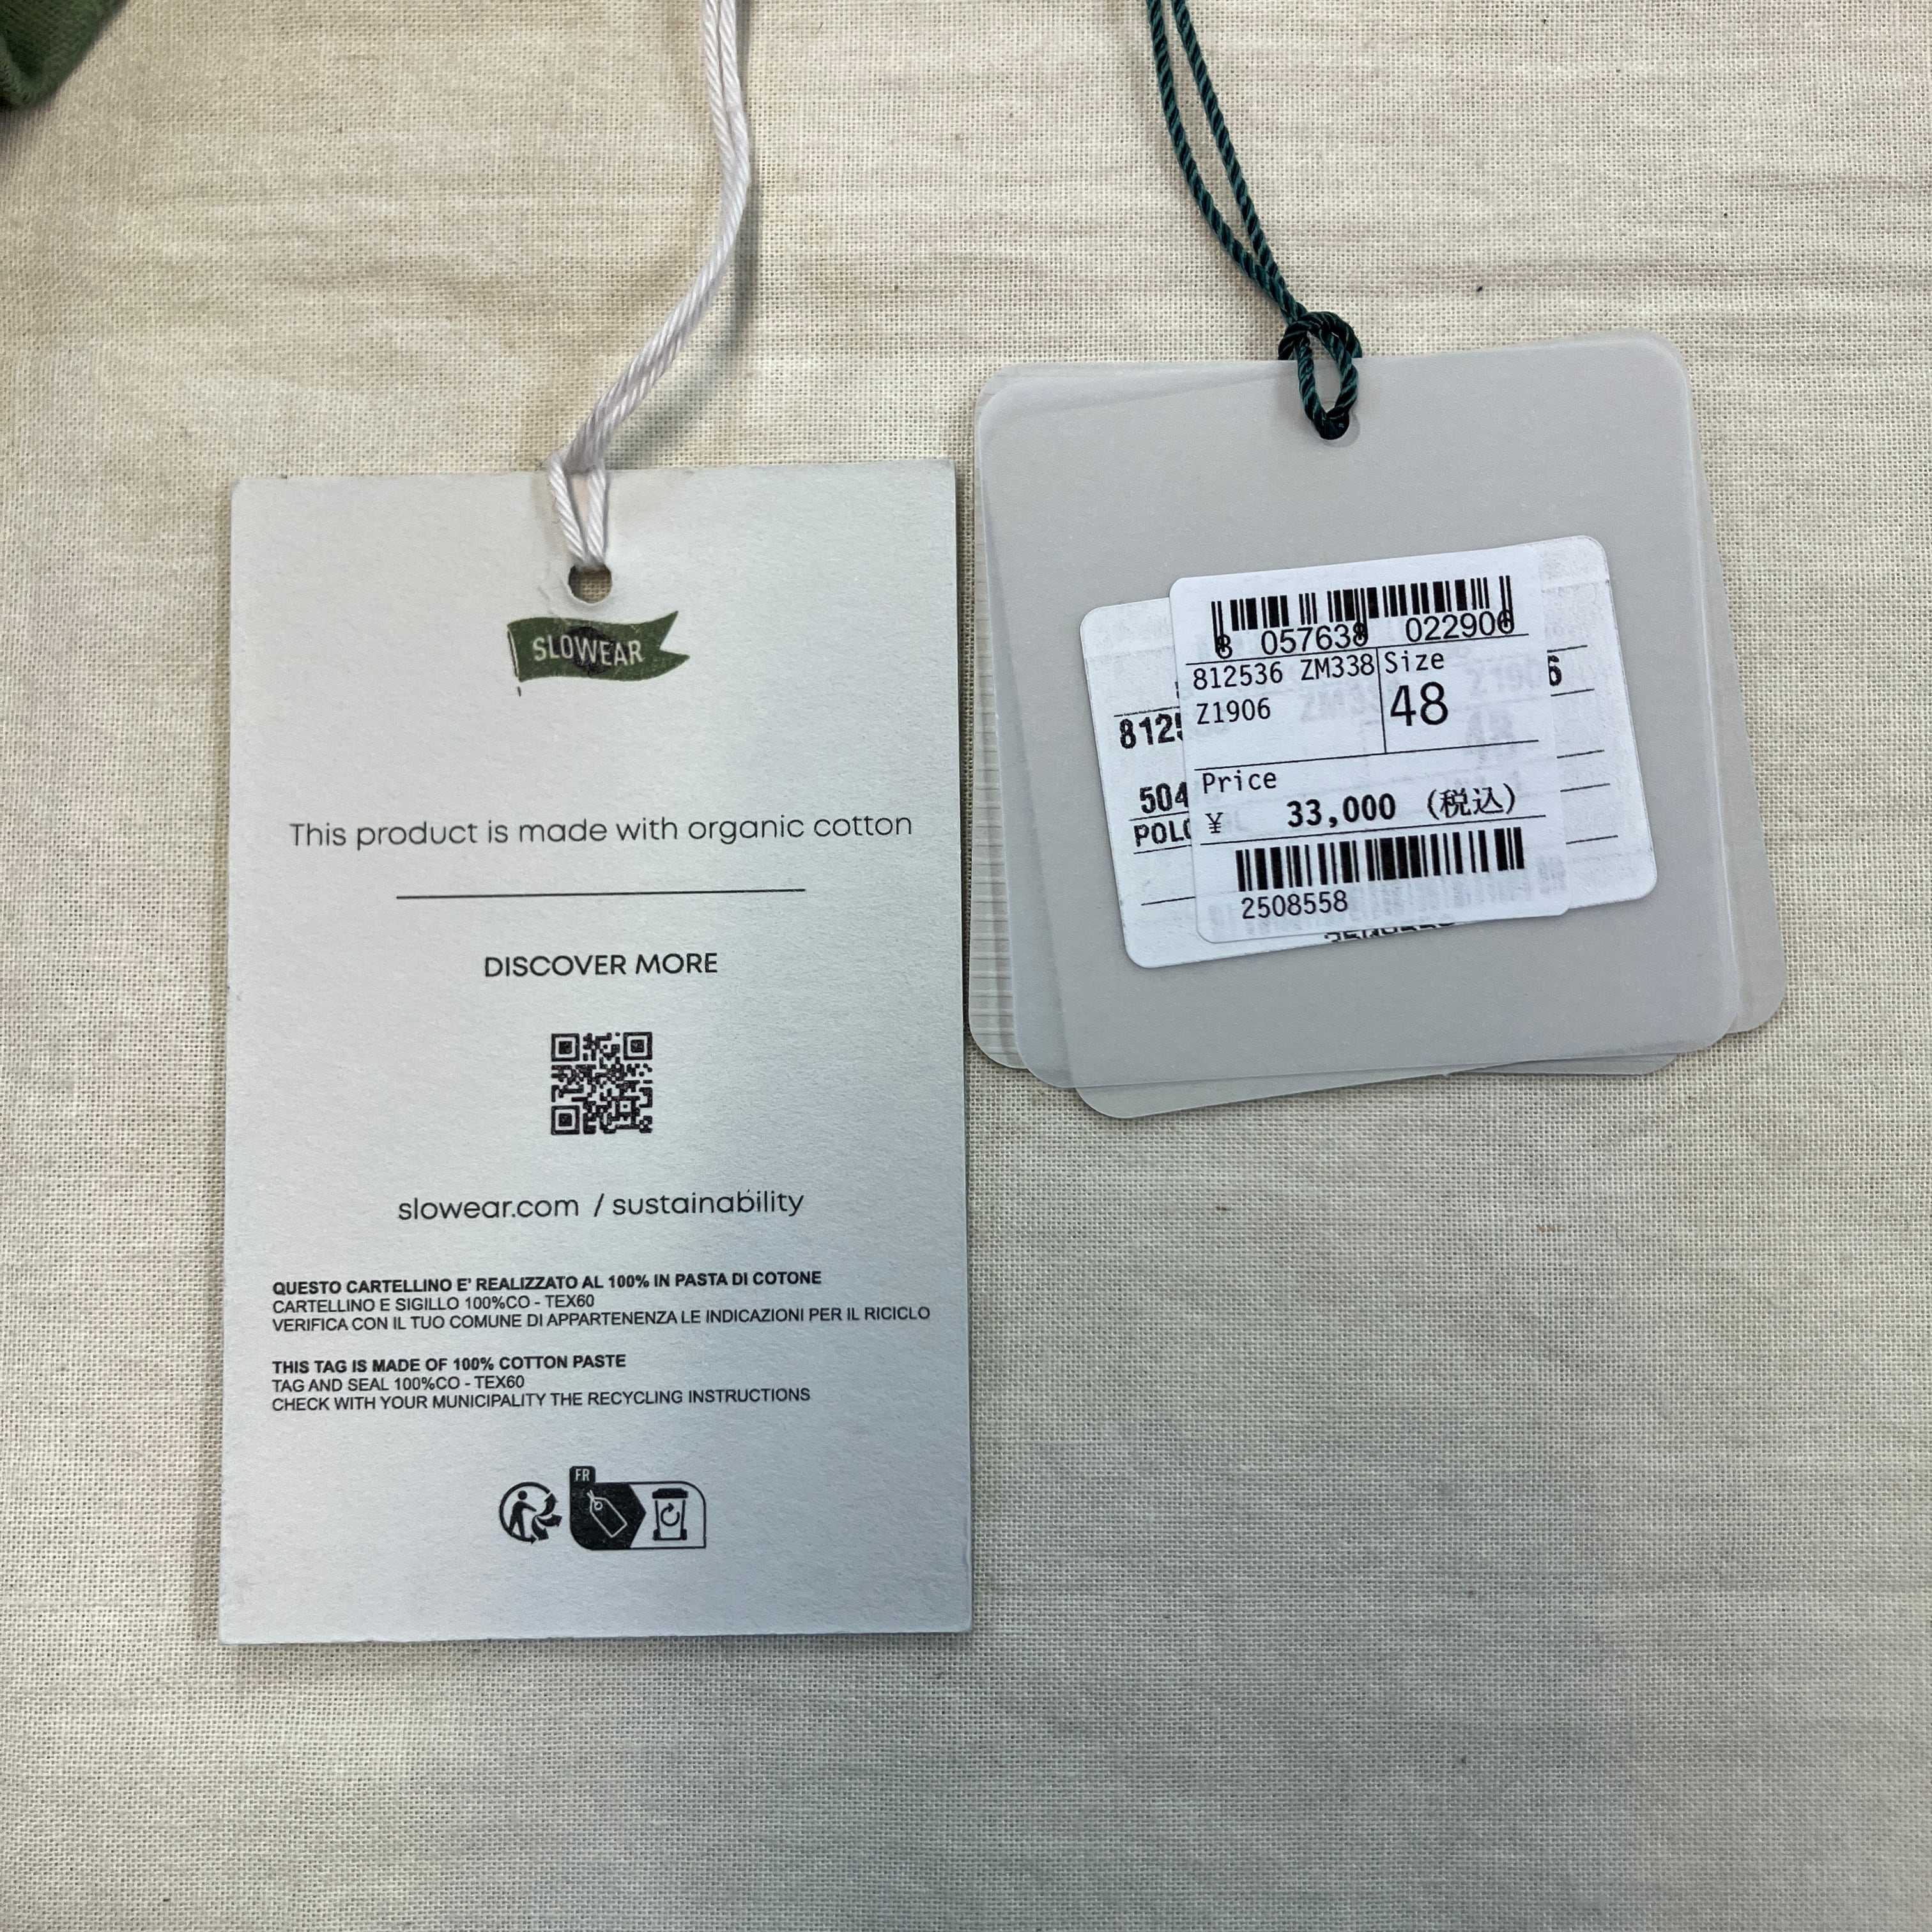 SLOWEAR
This product is made with organic cotton
DISCOVER MORE
slowear.com / sustainability
QUESTO CARTELLINO E' REALIZZATO AL 100% IN PASTA DI COTONE
CARTELLINO E SIGILLO 100%CO - TEX60
VERIFICA CON IL TUO COMUNE DI APPARTENENZA LE INDICAZIONI PER IL RICICLO
THIS TAG IS MADE OF 100% COTTON PASTE
TAG AND SEAL 100%CO - TEX60
CHECK WITH YOUR MUNICIPALITY THE RECYCLING INSTRUCTIONS
FR
8 057638 022906
812536 ZM338 Size
Z1906 48
Price
¥ 33,000 (税込)
2508558
6
504